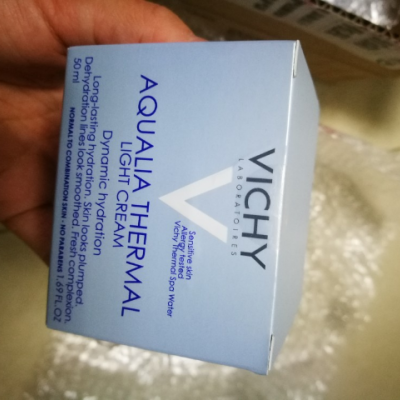 VICHY
LABORATOIRES
Sensitive skin
Allergy tested
Vichy Thermal Spa Water
AQUALIA THERMAL
LIGHT CREAM
Dynamic hydration
Long-lasting hydration. Skin looks plumped.
Dehydration lines look smoothed. Fresh complexion.
NORMAL TO COMBINATION SKIN - NO PARABENS
50 ml 1.69 FL.OZ